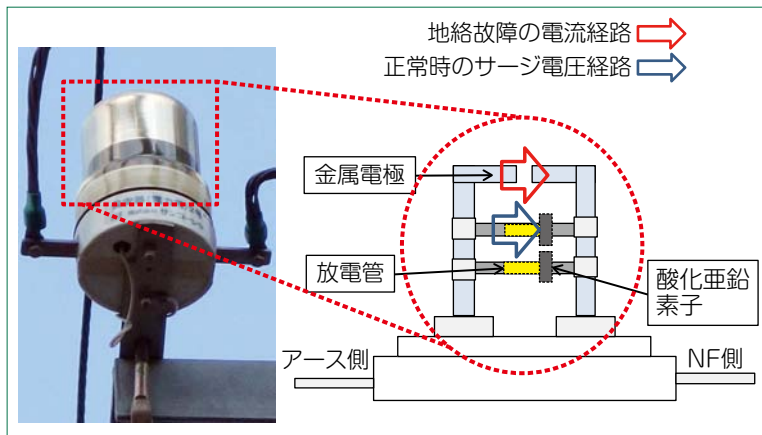 地絡故障の電流経路
正常時のサージ電圧経路
金属電極
放電管
酸化亜鉛
素子
アース側
NF側